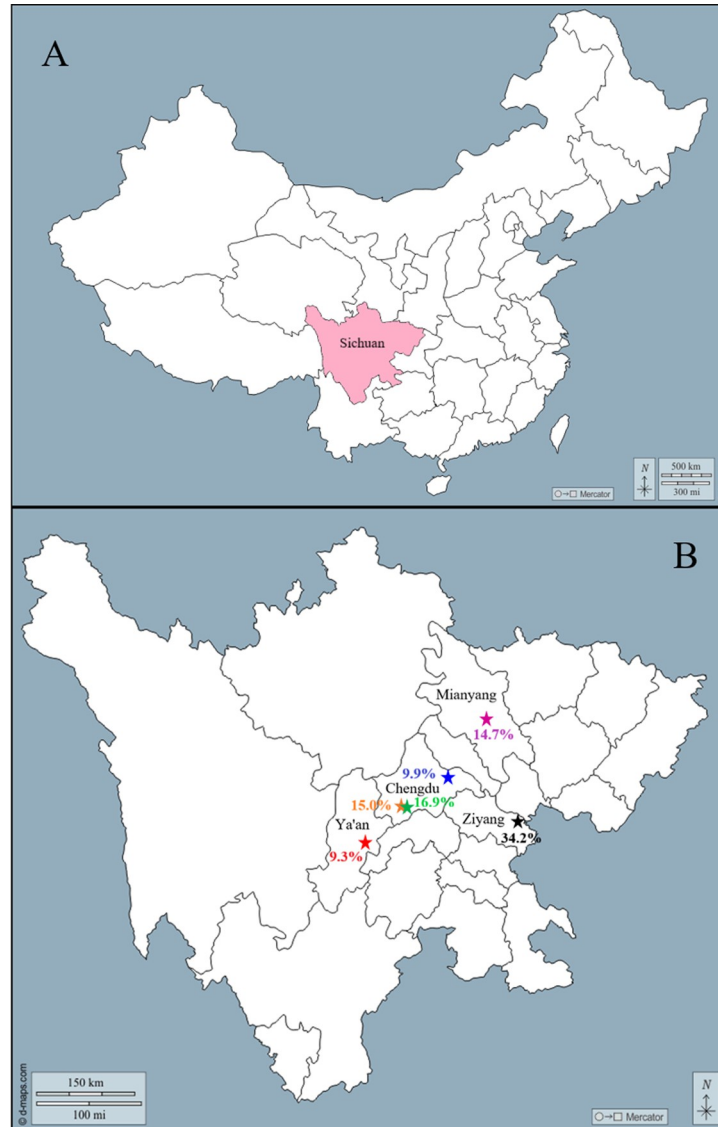 A
Sichuan
N
500 km
300 mi
○→□ Mercator
B
Mianyang
14.7%
9.9%
Chengdu
15.0%
16.9%
Ya'an
Ziyang
34.2%
9.3%
150 km
100 mi
© d-maps.com
N
○→□ Mercator